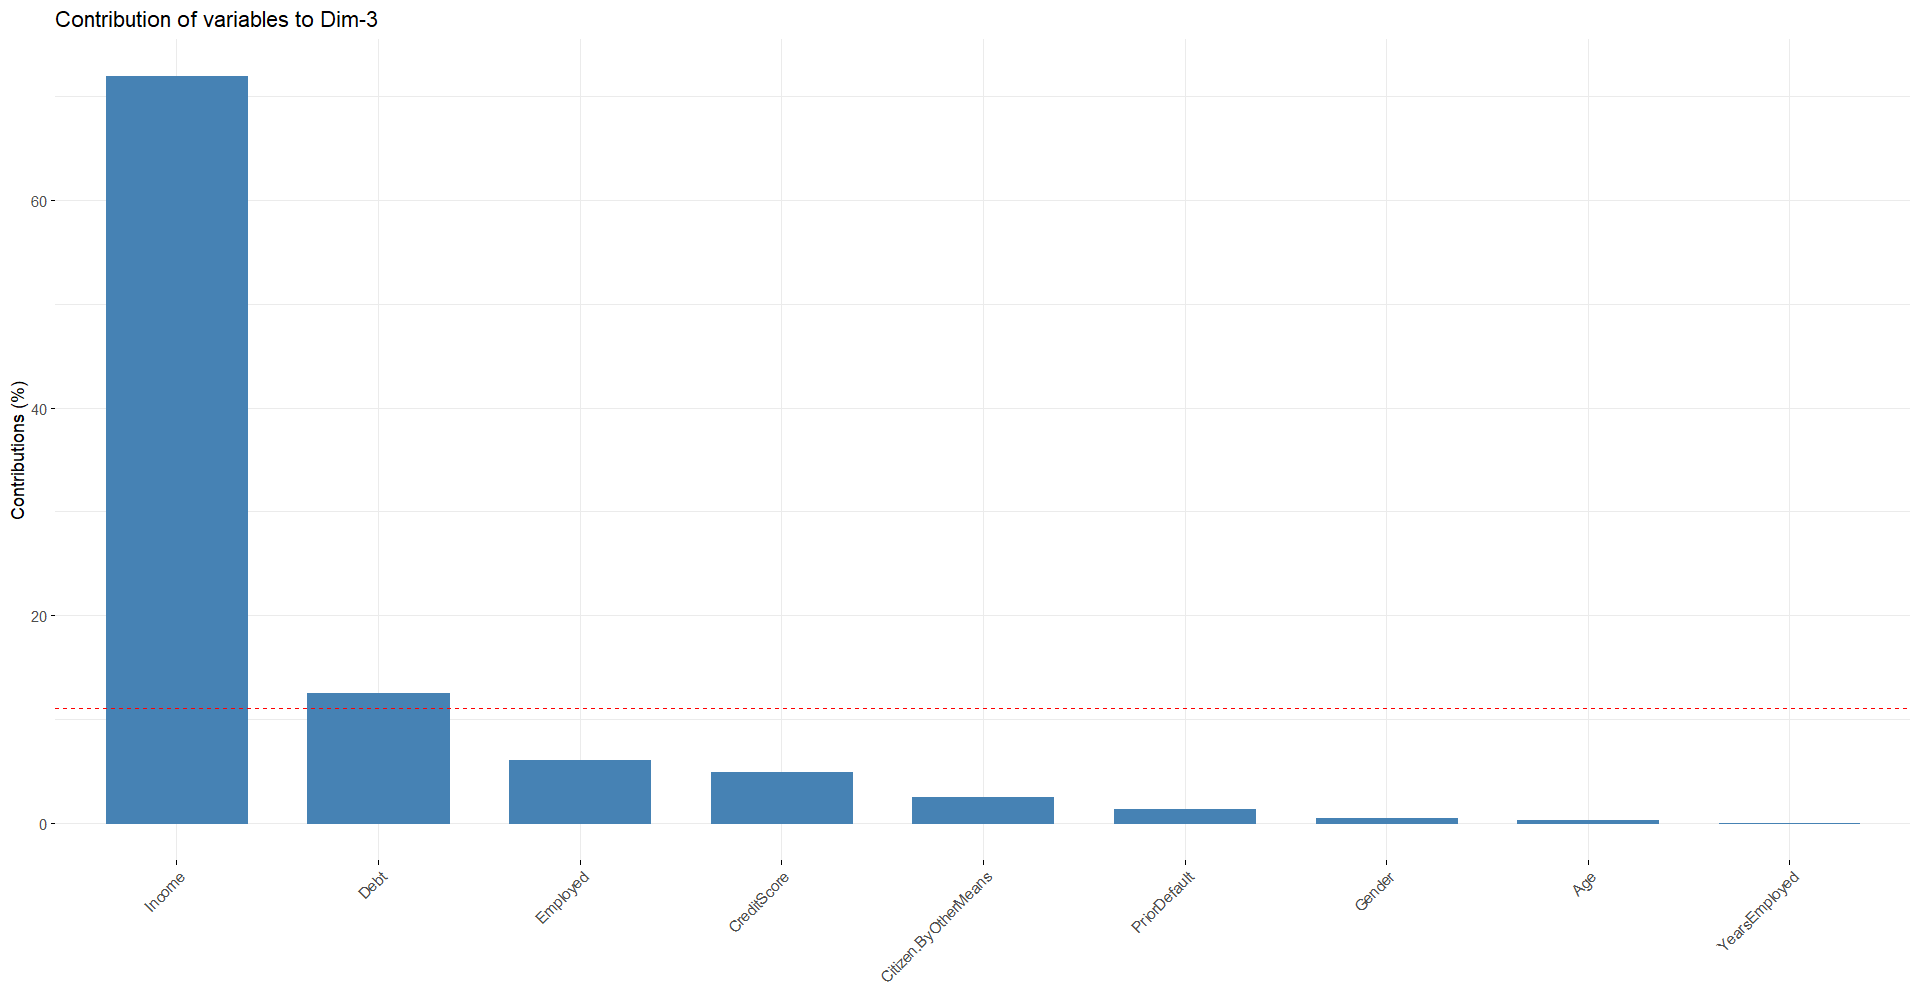 Contribution of variables to Dim-3
Contributions (%)
60
40
20
0
Income
Debt
Employed
CreditScore
Citizen.ByOtherMeans
PriorDefault
Gender
Age
YearsEmployed